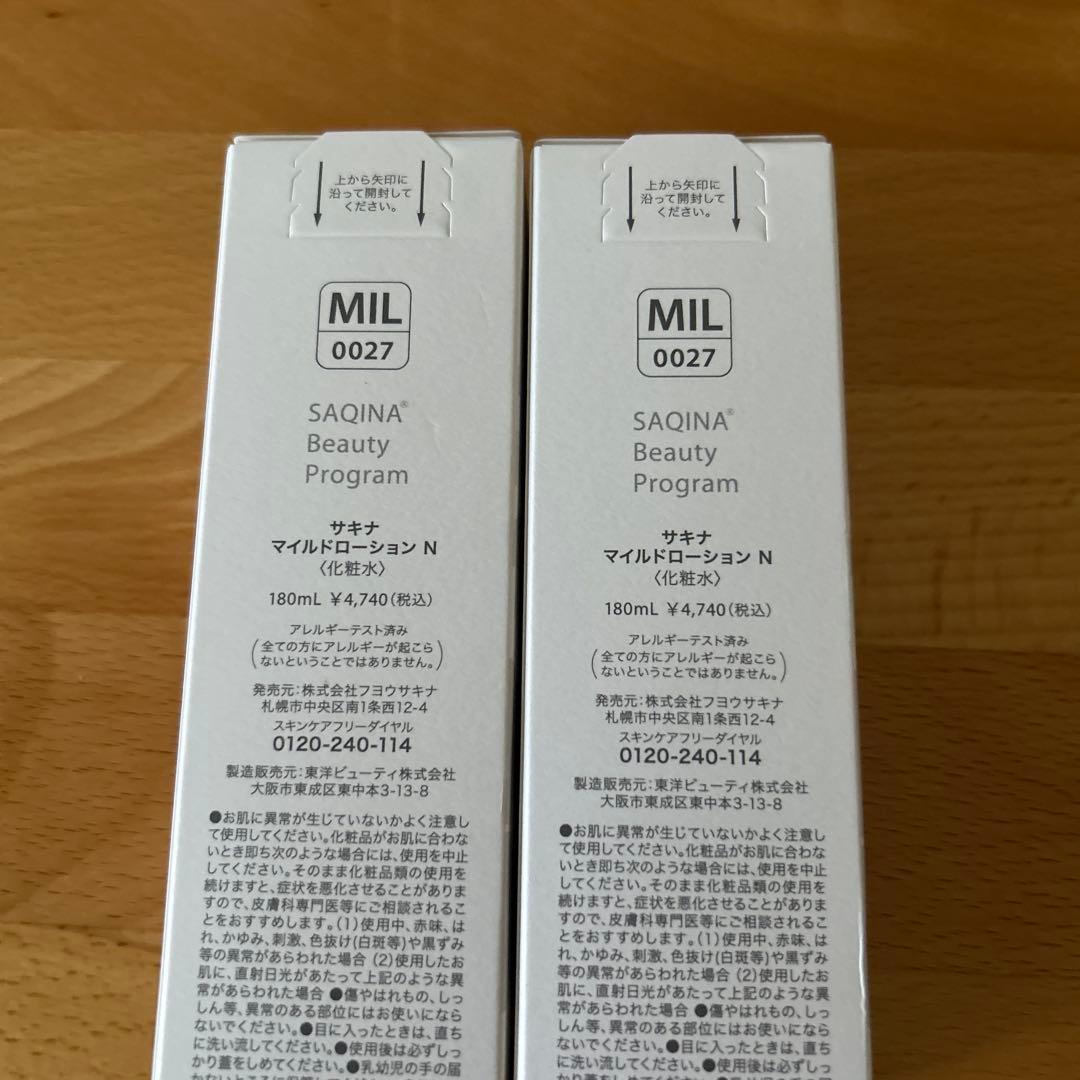 上から矢印に
沿って開封して
ください。
MIL
0027
SAQINA®
Beauty
Program
サキナ
マイルドローション N
〈化粧水〉
180mL ￥4,740(税込)
アレルギーテスト済み
(全ての方にアレルギーが起こら
ないということではありません。)
発売元:株式会社フヨウサキナ
札幌市中央区南1条西12-4
スキンケアフリーダイヤル
0120-240-114
製造販売元:東洋ビューティ株式会社
大阪市東成区東中本3-13-8
●お肌に異常が生じていないかよく注意し
て使用してください。化粧品がお肌に合わな
いとき即ち次のような場合には、使用を中止
してください。そのまま化粧品類の使用を
続けますと、症状を悪化させることがありま
すので、皮膚科専門医等にご相談されるこ
とをおすすめします。(1)使用中、赤味、は
れ、かゆみ、刺激、色抜け(白斑等)や黒ずみ
等の異常があらわれた場合 (2)使用したお
肌に、直射日光があたって上記のような異
常があらわれた場合 ●傷やはれもの、しっ
しん等、異常のある部位にはお使いになら
ないでください。●目に入ったときは、直ち
に洗い流してください。●使用後は必ずしっ
かり蓋をしめてください。●乳幼児の手の届
かないところに
上から矢印に
沿って開封して
ください。
MIL
0027
SAQINA®
Beauty
Program
サキナ
マイルドローション N
〈化粧水〉
180mL ￥4,740(税込)
アレルギーテスト済み
(全ての方にアレルギーが起こら
ないということではありません。)
発売元:株式会社フヨウサキナ
札幌市中央区南1条西12-4
スキンケアフリーダイヤル
0120-240-114
製造販売元:東洋ビューティ株式会社
大阪市東成区東中本3-13-8
●お肌に異常が生じていないかよく注意し
て使用してください。化粧品がお肌に合わな
いとき即ち次のような場合には、使用を中止
してください。そのまま化粧品類の使用を
続けますと、症状を悪化させることがありま
すので、皮膚科専門医等にご相談されるこ
とをおすすめします。(1)使用中、赤味、は
れ、かゆみ、刺激、色抜け(白斑等)や黒ずみ
等の異常があらわれた場合 (2)使用したお
肌に、直射日光があたって上記のような異
常があらわれた場合 ●傷やはれもの、しっ
しん等、異常のある部位にはお使いになら
ないでください。●目に入ったときは、直ち
に洗い流してください。●使用後は必ずしっ
かり蓋をしめてください。